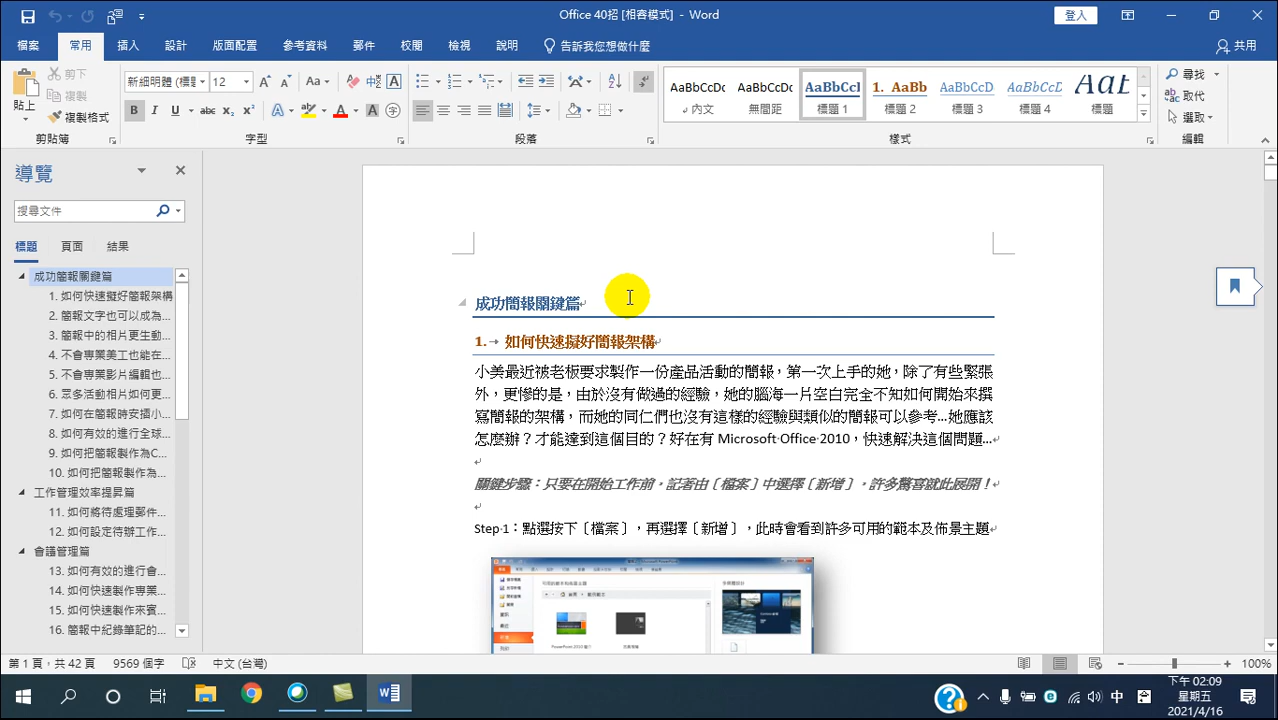 Office 40招 [相容模式] - Word
登入
檔案 常用 插入 設計 版面配置 參考資料 郵件 校閱 檢視 說明 告訴我您想做什麼 共用
貼上
剪下
複製
複製格式
剪貼簿
新細明體 (標題 12
字型
段落
AaBbCcDc AaBbCcDc AaBbCcI 1. AaBb AaBbCcD AaBbCcD Aat
內文 無間距 標題 1 標題 2 標題 3 標題 4 標題
樣式
尋找
取代
選取
編輯
導覽
搜尋文件
標題 頁面 結果
成功簡報關鍵篇
1. 如何快速擬好簡報架構
2. 簡報文字也可以成為...
3. 簡報中的相片更生動...
4. 不會專業美工也能在...
5. 不會專業影片編輯也...
6. 眾多活動相片如何更...
7. 如何在簡報時安插小...
8. 如何有效的進行全球...
9. 如何把簡報製作為C...
10. 如何把簡報製作為...
工作管理效率提昇篇
11. 如何將待處理郵件...
12. 如何設定待辦工作...
會議管理篇
13. 如何有效的進行會...
14. 如何快速製作專業...
15. 如何快速製作來賓...
16. 簡報中紀錄筆記的...
成功簡報關鍵篇
1. 如何快速擬好簡報架構
小美最近被老板要求製作一份產品活動的簡報，第一次上手的她，除了有些緊張
外，更慘的是，由於沒有做過的經驗，她的腦海一片空白完全不知如何開始來撰
寫簡報的架構，而她的同仁們也沒有這樣的經驗與類似的簡報可以參考...她應該
怎麼辦？才能達到這個目的？好在有 Microsoft Office 2010，快速解決這個問題...
關鍵步驟：只要在開始工作前，記著由〔檔案〕中選擇〔新增〕，許多驚喜就此展開！
Step 1：點選按下〔檔案〕，再選擇〔新增〕，此時會看到許多可用的範本及佈景主題
第 1 頁，共 42 頁 9569 個字 中文 (台灣)
100%
中
下午 02:09
星期五
2021/4/16